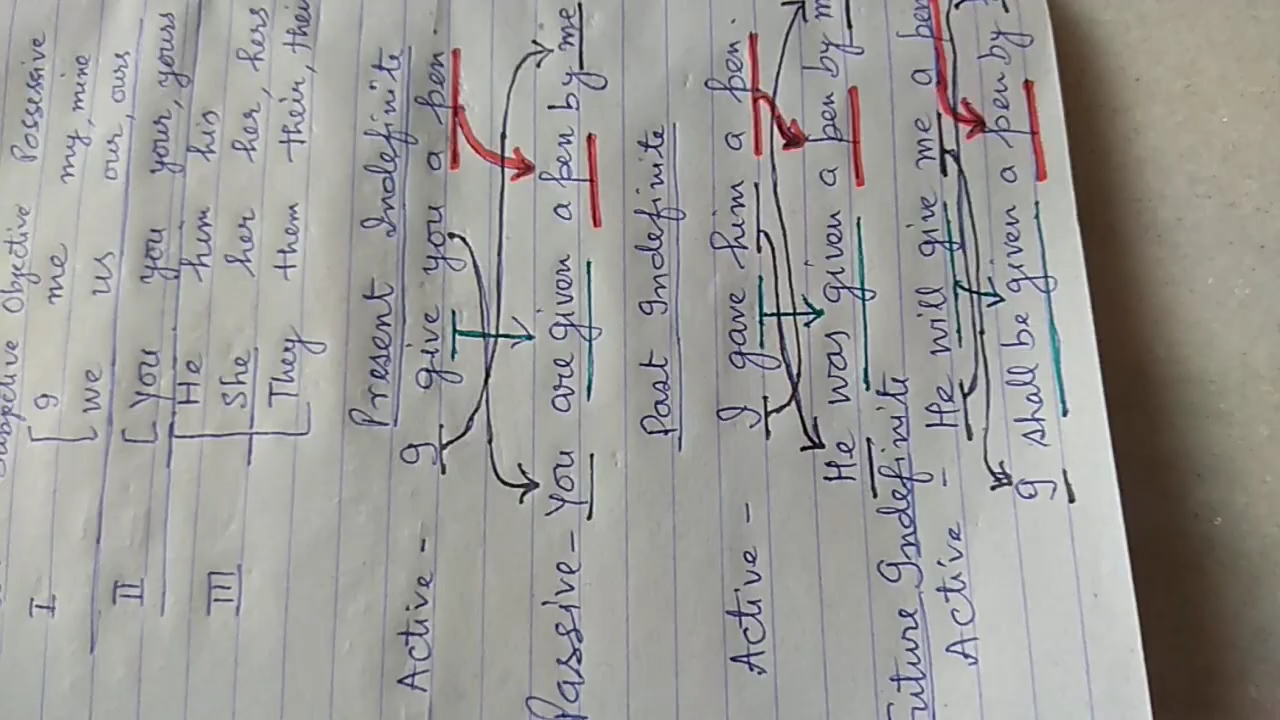 Subjective Objective Possessive
I I me my, mine
we us our, ours
II You you your, yours
III He him his
She her her, hers
They them their, their
Present Indefinite
Active - I give you a pen.
Passive - You are given a pen by me
Past Indefinite
Active - I gave him a pen.
He was given a pen by m
Future Indefinite
Active - He will give me a pen
I shall be given a pen by